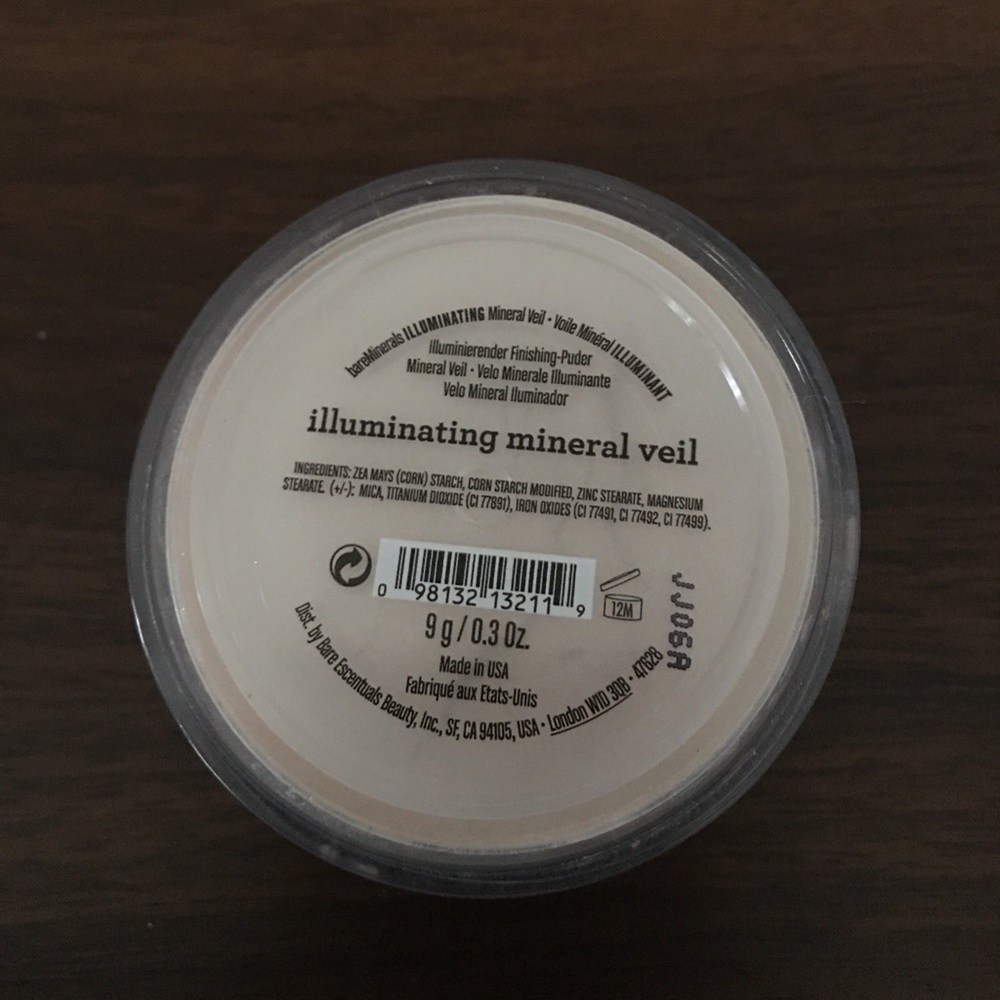 bareMinerals ILLUMINATING Mineral Veil • Voile Minéral ILLUMINANT
Illuminierender Finishing-Puder
Mineral Veil • Velo Minerale Illuminante
Velo Mineral Iluminador
illuminating mineral veil
INGREDIENTS: ZEA MAYS (CORN) STARCH, CORN STARCH MODIFIED, ZINC STEARATE, MAGNESIUM
STEARATE. (+/-): MICA, TITANIUM DIOXIDE (CI 77891), IRON OXIDES (CI 77491, CI 77492, CI 77499).
0 98132 13211 9
12M
JJ06A
9 g / 0.3 Oz.
Made in USA
Fabriqué aux Etats-Unis
Dist. by Bare Escentuals Beauty, Inc., SF, CA 94105, USA • London W1D 3QB • 47628